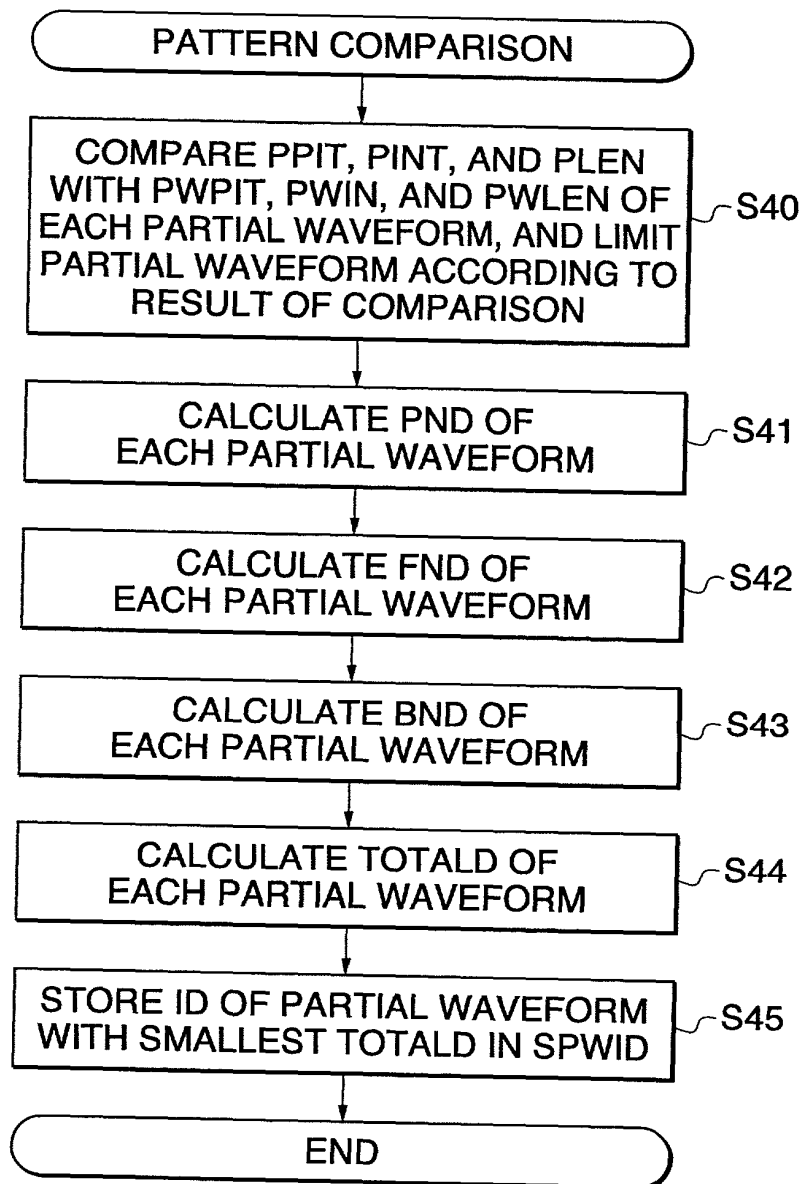 PATTERN COMPARISON
COMPARE PPIT, PINT, AND PLEN
WITH PWPIT, PWIN, AND PWLEN OF
EACH PARTIAL WAVEFORM, AND LIMIT
PARTIAL WAVEFORM ACCORDING TO
RESULT OF COMPARISON
S40
CALCULATE PND OF
EACH PARTIAL WAVEFORM
S41
CALCULATE FND OF
EACH PARTIAL WAVEFORM
S42
CALCULATE BND OF
EACH PARTIAL WAVEFORM
S43
CALCULATE TOTALD OF
EACH PARTIAL WAVEFORM
S44
STORE ID OF PARTIAL WAVEFORM
WITH SMALLEST TOTALD IN SPWID
S45
END